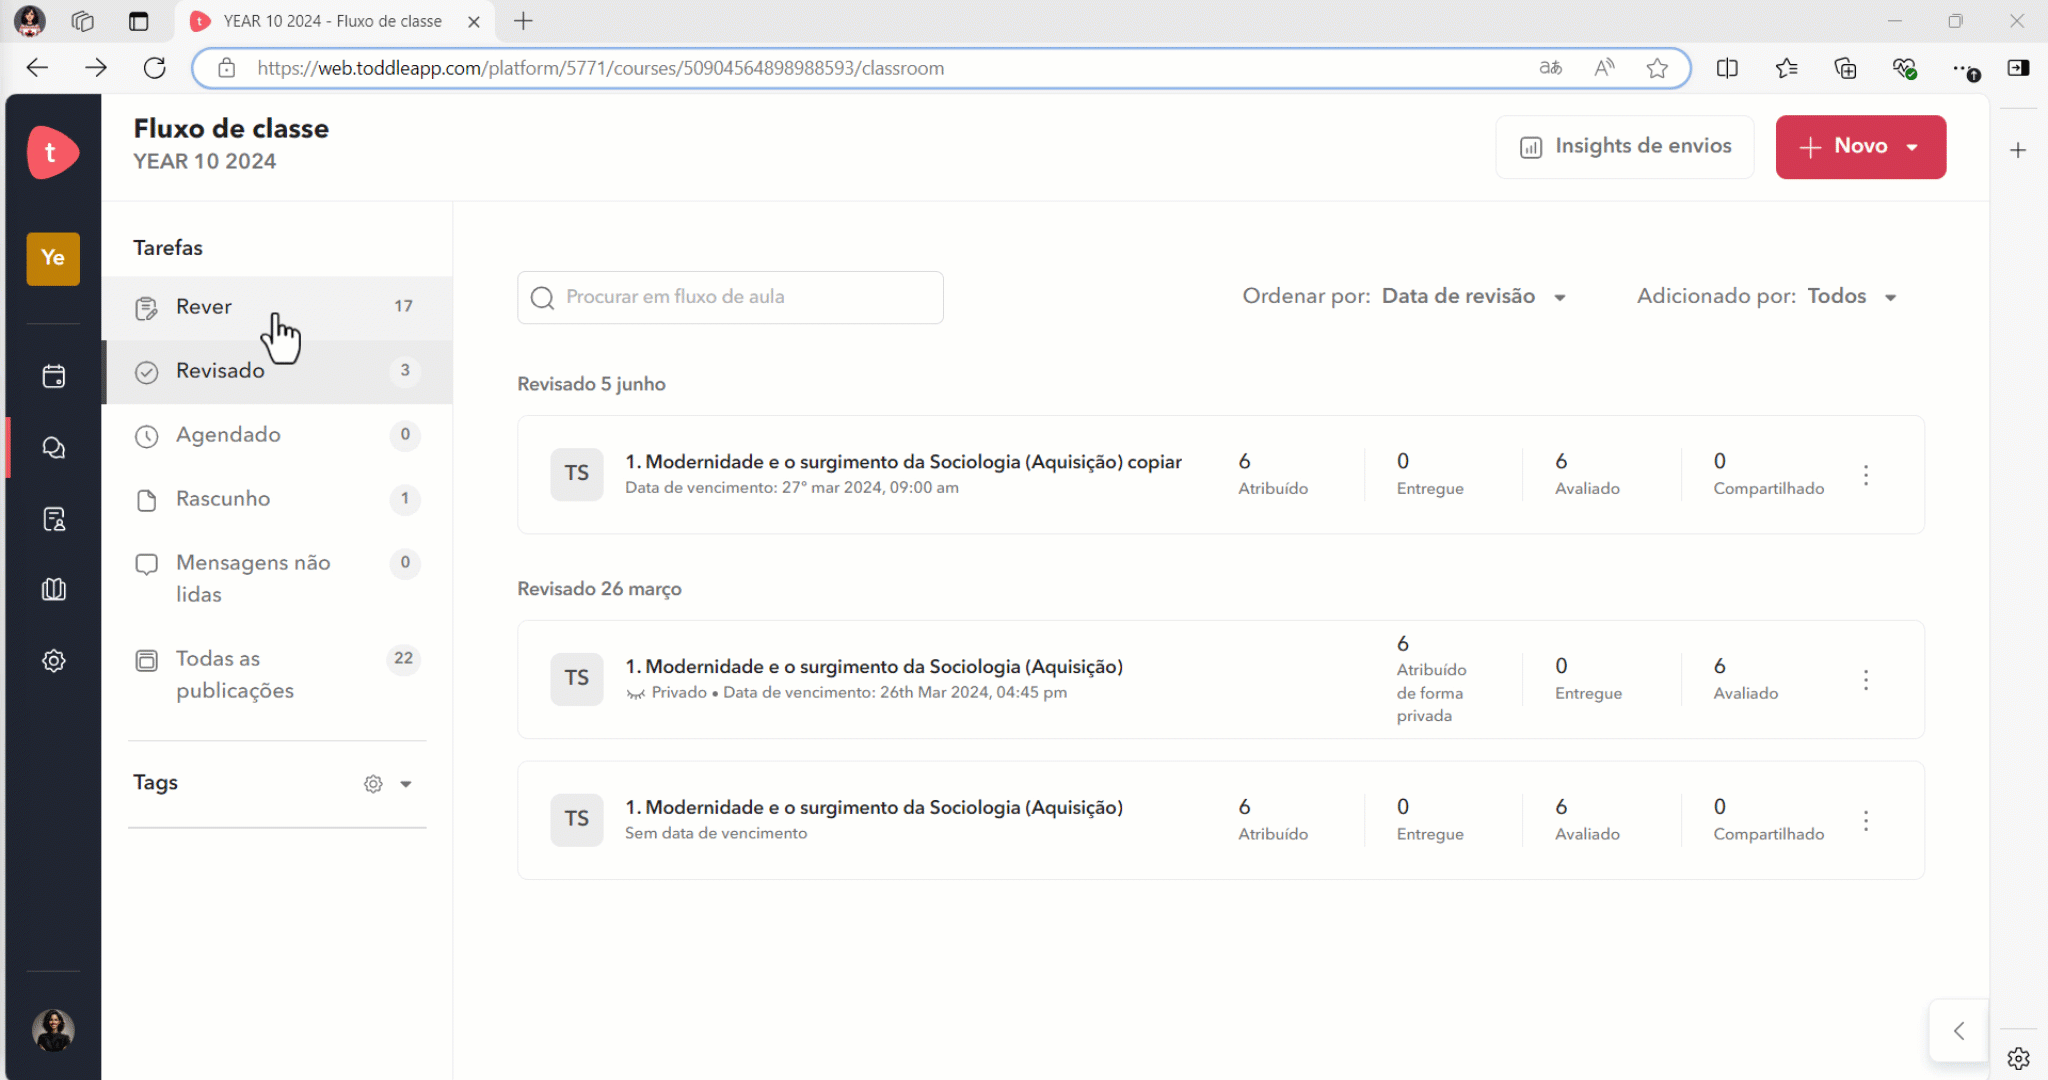 YEAR 10 2024 - Fluxo de classe
https://web.toddleapp.com/platform/5771/courses/50904564898988593/classroom
aあ
t
Fluxo de classe
YEAR 10 2024
Insights de envios
Novo
Ye
Tarefas
Rever 17
Revisado 3
Agendado 0
Rascunho 1
Mensagens não 0
lidas
Todas as 22
publicações
Tags
Procurar em fluxo de aula
Ordenar por: Data de revisão
Adicionado por: Todos
Revisado 5 junho
TS
1. Modernidade e o surgimento da Sociologia (Aquisição) copiar
Data de vencimento: 27° mar 2024, 09:00 am
6
Atribuído
0
Entregue
6
Avaliado
0
Compartilhado
Revisado 26 março
TS
1. Modernidade e o surgimento da Sociologia (Aquisição)
Privado • Data de vencimento: 26th Mar 2024, 04:45 pm
6
Atribuído
de forma
privada
0
Entregue
6
Avaliado
TS
1. Modernidade e o surgimento da Sociologia (Aquisição)
Sem data de vencimento
6
Atribuído
0
Entregue
6
Avaliado
0
Compartilhado